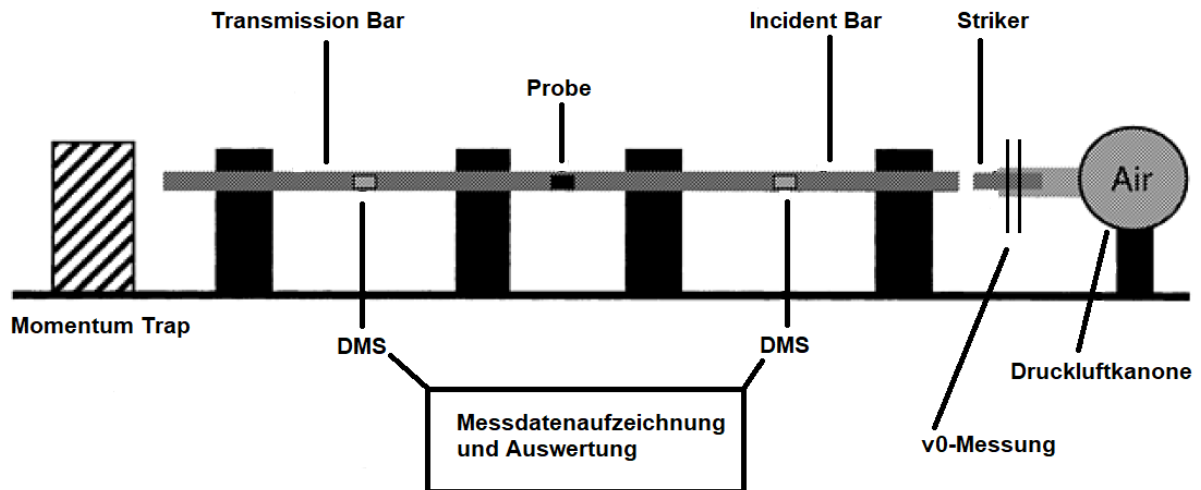 Transmission Bar
Incident Bar
Striker
Probe
Air
Momentum Trap
DMS
DMS
Druckluftkanone
Messdatenaufzeichnung
und Auswertung
v0-Messung